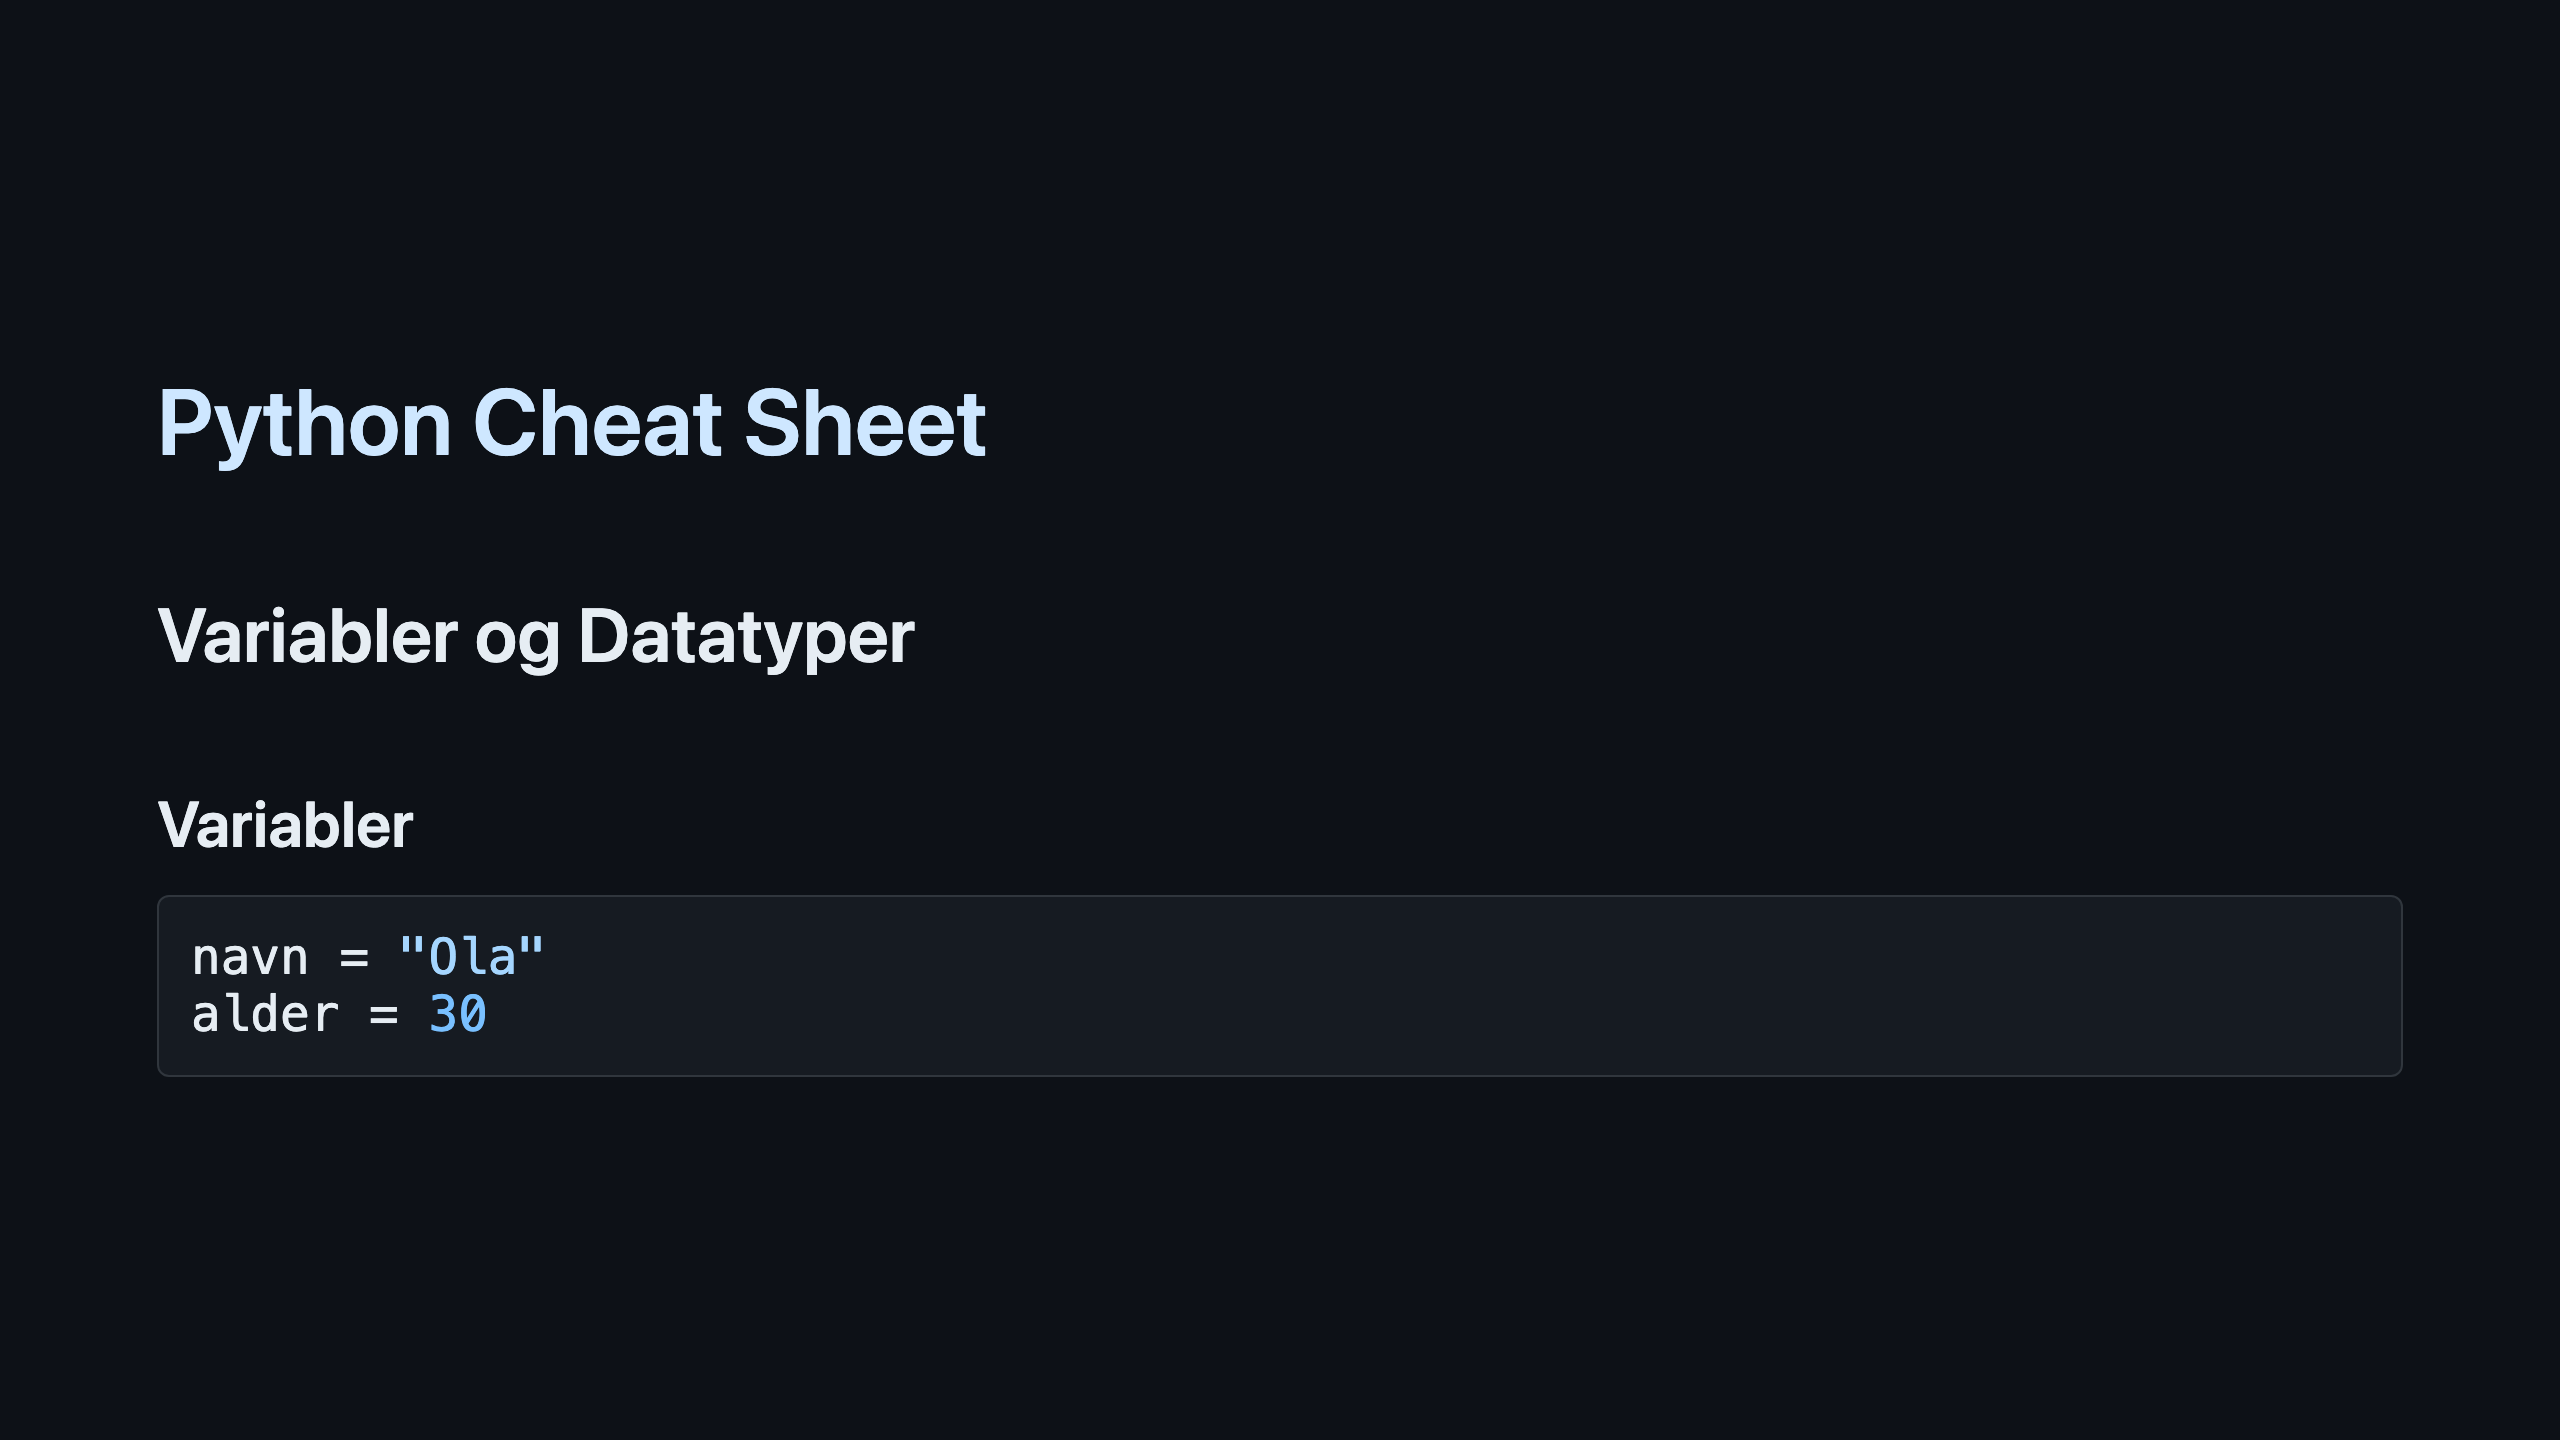 Python Cheat Sheet
Variabler og Datatyper
Variabler
navn = "Ola"
alder = 30